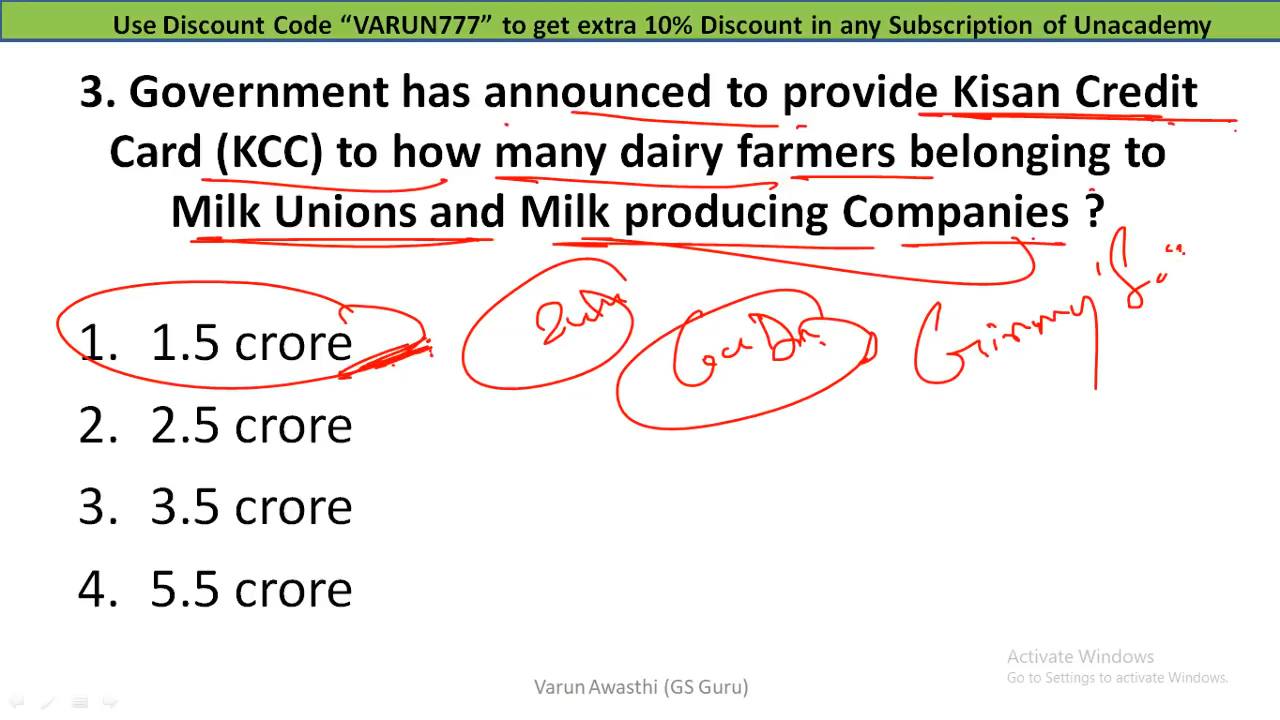 Use Discount Code “VARUN777” to get extra 10% Discount in any Subscription of Unacademy
3. Government has announced to provide Kisan Credit
Card (KCC) to how many dairy farmers belonging to
Milk Unions and Milk producing Companies ?
1. 1.5 crore
2. 2.5 crore
3. 3.5 crore
4. 5.5 crore
Activate Windows
Go to Settings to activate Windows.
Varun Awasthi (GS Guru)